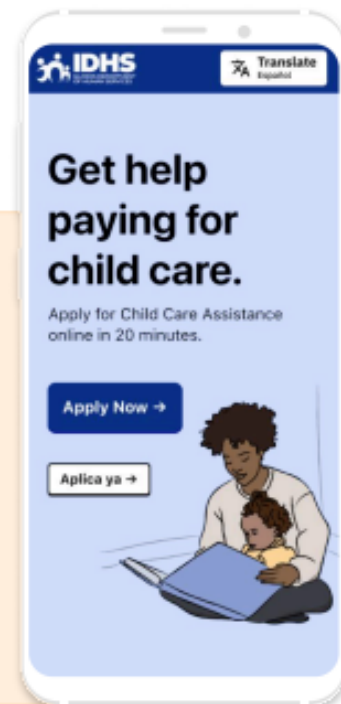 IDHS
Translate
Español
Get help
paying for
child care.
Apply for Child Care Assistance
online in 20 minutes.
Apply Now →
Aplica ya →